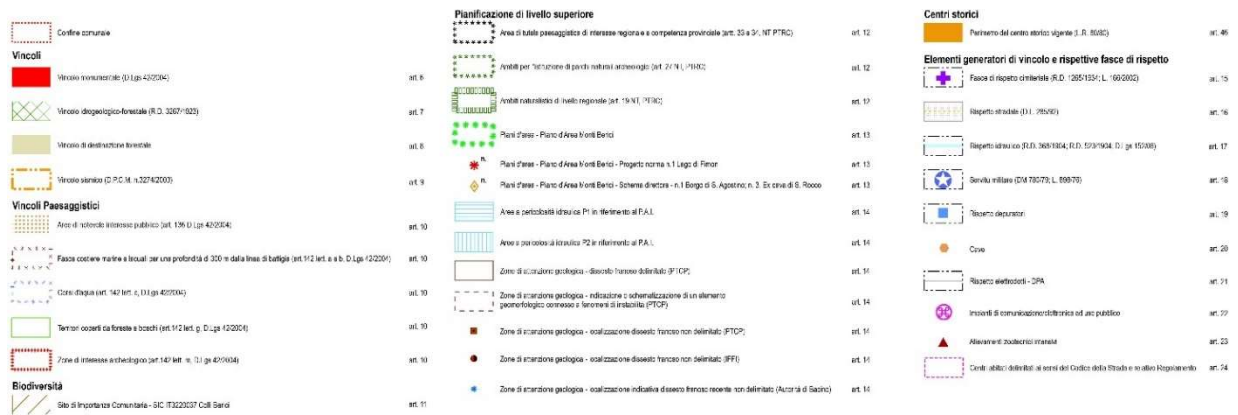 Confine comunale
Vincoli
Vincolo monumentale (D.Lgs 42/2004) art. 6
Vincolo idrogeologico-forestale (R.D. 3267/1923) art. 7
Vincolo di destinazione forestale art. 8
Vincolo sismico (D.P.C.M. n.3274/2003) art. 9
Vincoli Paesaggistici
Aree di notevole interesse pubblico (art. 136 D.Lgs 42/2004) art. 10
Fasce costiere marine e lacuali per una profondità di 300 m dalla linea di battigia (art.142 lett. a e b, D.Lgs 42/2004) art. 10
Corsi d'acqua (art. 142 lett. c, D.Lgs 42/2004) art. 10
Territori coperti da foreste e boschi (art.142 lett. g, D.Lgs 42/2004) art. 10
Zone di interesse archeologico (art.142 lett. m, D.Lgs 42/2004) art. 10
Biodiversità
Sito di Importanza Comunitaria - SIC IT3220037 Colli Berici art. 11
Pianificazione di livello superiore
Area di tutela paesaggistica di interesse regionale e a competenza provinciale (artt. 33 e 34, NT PTRC) art. 12
Ambiti per l'istituzione di parchi naturali archeologici (art. 27 NT, PTRC) art. 12
Ambiti naturalistici di livello regionale (art. 19 NT, PTRC) art. 12
Piani d'area - Piano d'Area Monti Berici art. 13
n.
Piani d'area - Piano d'Area Monti Berici - Progetto norma n.1 Lago di Fimon art. 13
n.
Piani d'area - Piano d'Area Monti Berici - Schema direttore - n.1 Borgo di S. Agostino; n. 2. Ex cava di S. Rocco art. 13
Aree a pericolosità idraulica P1 in riferimento al P.A.I. art. 14
Aree a pericolosità idraulica P2 in riferimento al P.A.I. art. 14
Zone di attenzione geologica - dissesto franoso delimitato (PTCP) art. 14
Zone di attenzione geologica - indicazione o schematizzazione di un elemento
geomorfologico connesso a fenomeni di instabilità (PTCP) art. 14
Zone di attenzione geologica - localizzazione dissesto franoso non delimitato (PTCP) art. 14
Zone di attenzione geologica - localizzazione dissesto franoso non delimitato (IFFI) art. 14
Zone di attenzione geologica - localizzazione indicativa dissesto franoso recente non delimitato (Autorità di Bacino) art. 14
Centri storici
Perimetro del centro storico vigente (L.R. 80/80) art. 46
Elementi generatori di vincolo e rispettive fasce di rispetto
Fasce di rispetto cimiteriale (R.D. 1265/1934; L. 166/2002) art. 15
Rispetto stradale (D.L. 285/92) art. 16
Rispetto idraulico (R.D. 368/1904; R.D. 523/1904; D.Lgs 152/06) art. 17
Servitù militare (DM 780/79; L. 898/76) art. 18
Rispetto depuratori art. 19
Cave art. 20
Rispetto elettrodotti - DPA art. 21
Impianti di comunicazione elettronica ad uso pubblico art. 22
Allevamenti zootecnici intensivi art. 23
Centri abitati delimitati ai sensi del Codice della Strada e relativo Regolamento art. 24